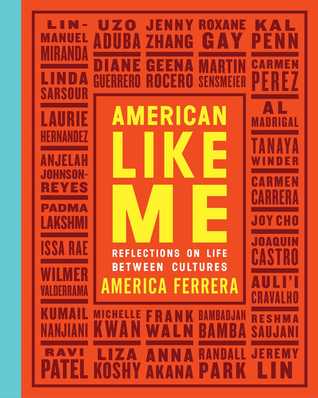 LIN-
MANUEL
MIRANDA
UZO
ADUBA
JENNY
ZHANG
ROXANE
GAY
KAL
PENN
LINDA
SARSOUR
DIANE
GUERRERO
GEENA
ROCERO
MARTIN
SENSMEIER
CARMEN
PEREZ
LAURIE
HERNANDEZ
ANJELAH
JOHNSON-
REYES
PADMA
LAKSHMI
ISSA RAE
WILMER
VALDERRAMA
KUMAIL
NANJIANI
RAVI
PATEL
AMERICAN
LIKE
ME
REFLECTIONS ON LIFE
BETWEEN CULTURES
AMERICA FERRERA
AL
MADRIGAL
TANAYA
WINDER
CARMEN
CARRERA
JOY CHO
JOAQUIN
CASTRO
AULI'I
CRAVALHO
RESHMA
SAUJANI
JEREMY
LIN
MICHELLE
KWAN
FRANK
WALN
BAMBADJAN
BAMBA
LIZA
KOSHY
ANNA
AKANA
RANDALL
PARK